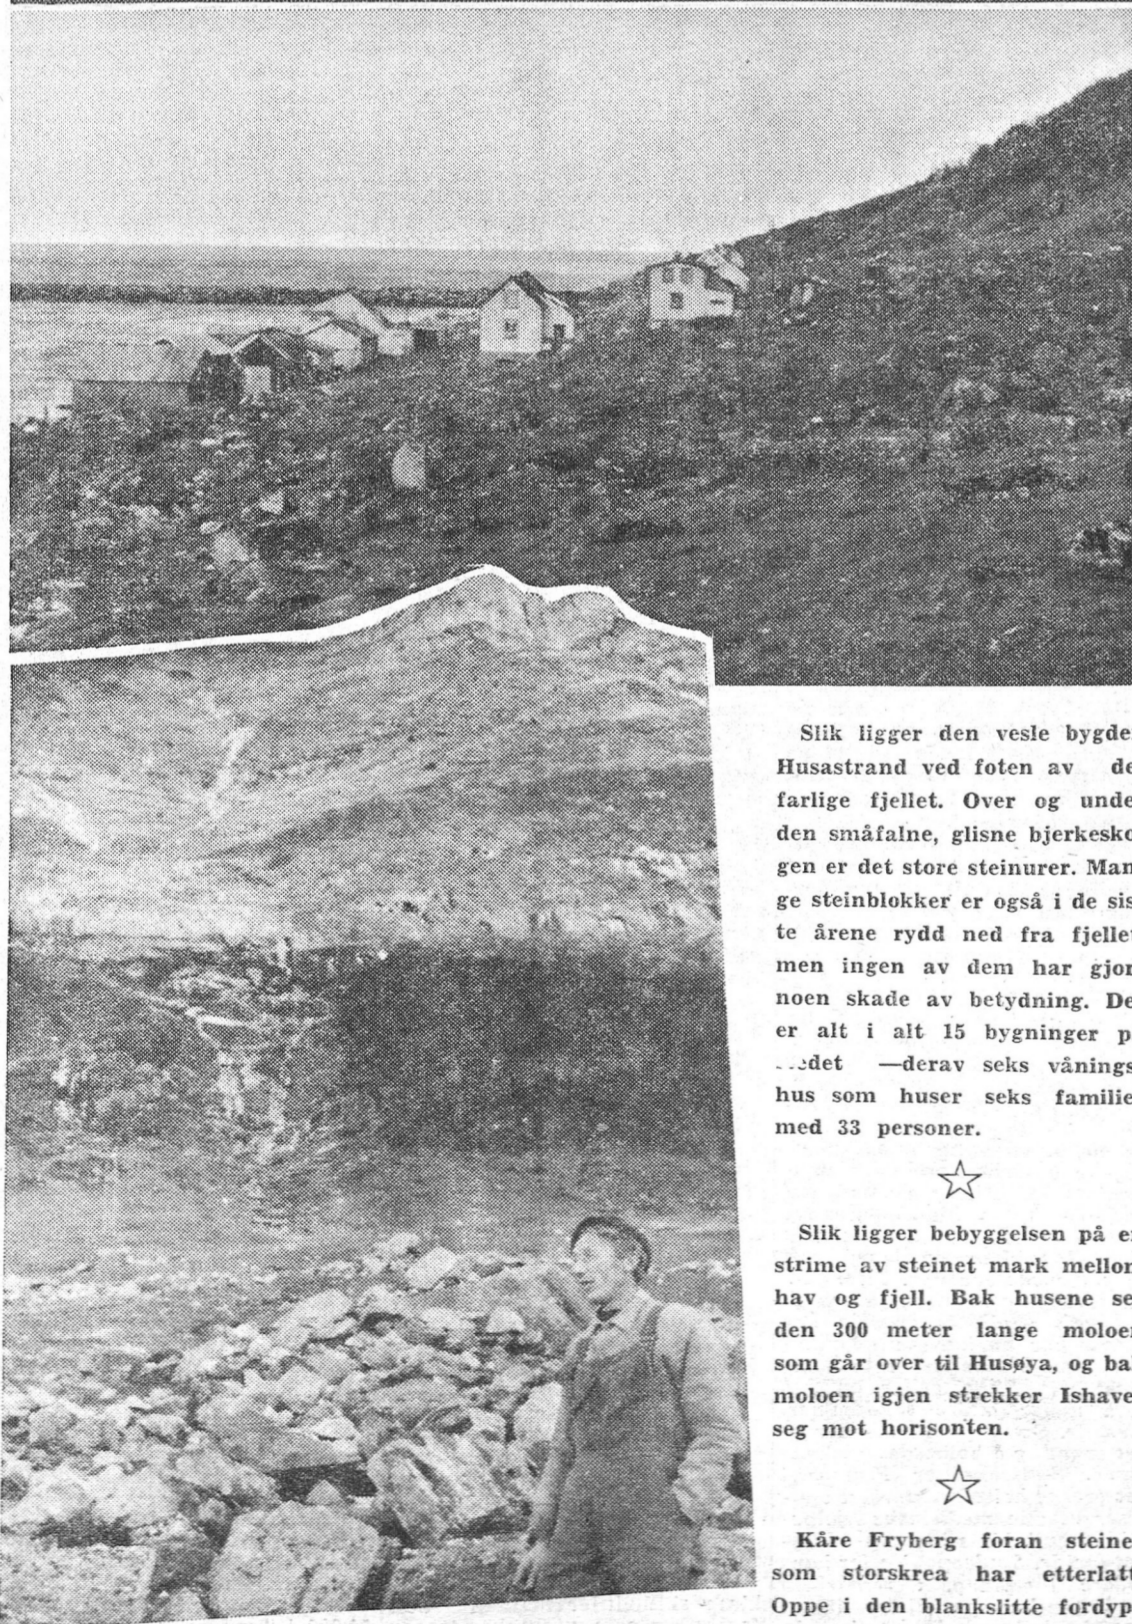 Slik ligger den vesle bygde
Husastrand ved foten av de
farlige fjellet. Over og unde
den småfalne, glisne bjerkesko
gen er det store steinurer. Man
ge steinblokker er også i de sis
te årene rydd ned fra fjellet
men ingen av dem har gjor
noen skade av betydning. De
er alt i alt 15 bygninger p
—derav seks vånings
hus som huser seks familie
med 33 personer.
☆
Slik ligger bebyggelsen på e
strime av steinet mark mellon
hav og fjell. Bak husene se
den 300 meter lange moloen
som går over til Husøya, og bak
moloen igjen strekker Ishave
seg mot horisonten.
☆
Kåre Fryberg foran steine
som storskrea har etterlatt
Oppe i den blankslitte fordyp